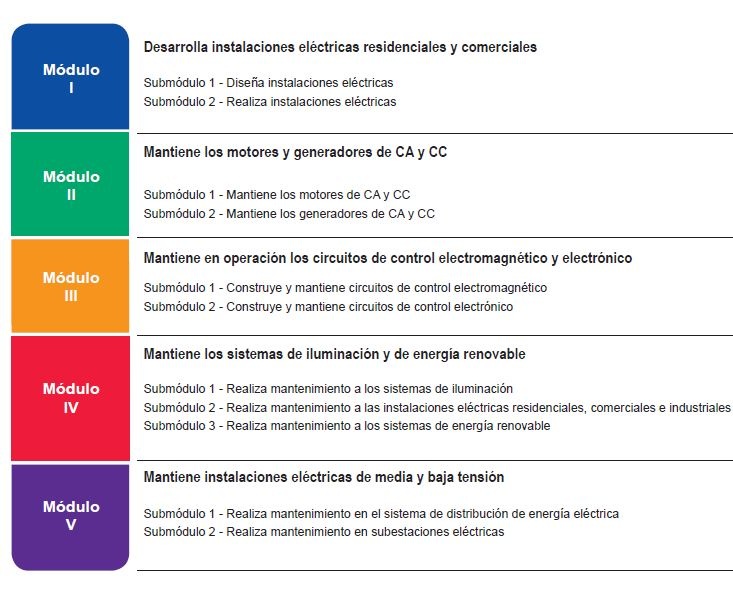 Módulo
I
Desarrolla instalaciones eléctricas residenciales y comerciales
Submódulo 1 - Diseña instalaciones eléctricas
Submódulo 2 - Realiza instalaciones eléctricas
Módulo
II
Mantiene los motores y generadores de CA y CC
Submódulo 1 - Mantiene los motores de CA y CC
Submódulo 2 - Mantiene los generadores de CA y CC
Módulo
III
Mantiene en operación los circuitos de control electromagnético y electrónico
Submódulo 1 - Construye y mantiene circuitos de control electromagnético
Submódulo 2 - Construye y mantiene circuitos de control electrónico
Módulo
IV
Mantiene los sistemas de iluminación y de energía renovable
Submódulo 1 - Realiza mantenimiento a los sistemas de iluminación
Submódulo 2 - Realiza mantenimiento a las instalaciones eléctricas residenciales, comerciales e industriales
Submódulo 3 - Realiza mantenimiento a los sistemas de energía renovable
Módulo
V
Mantiene instalaciones eléctricas de media y baja tensión
Submódulo 1 - Realiza mantenimiento en el sistema de distribución de energía eléctrica
Submódulo 2 - Realiza mantenimiento en subestaciones eléctricas